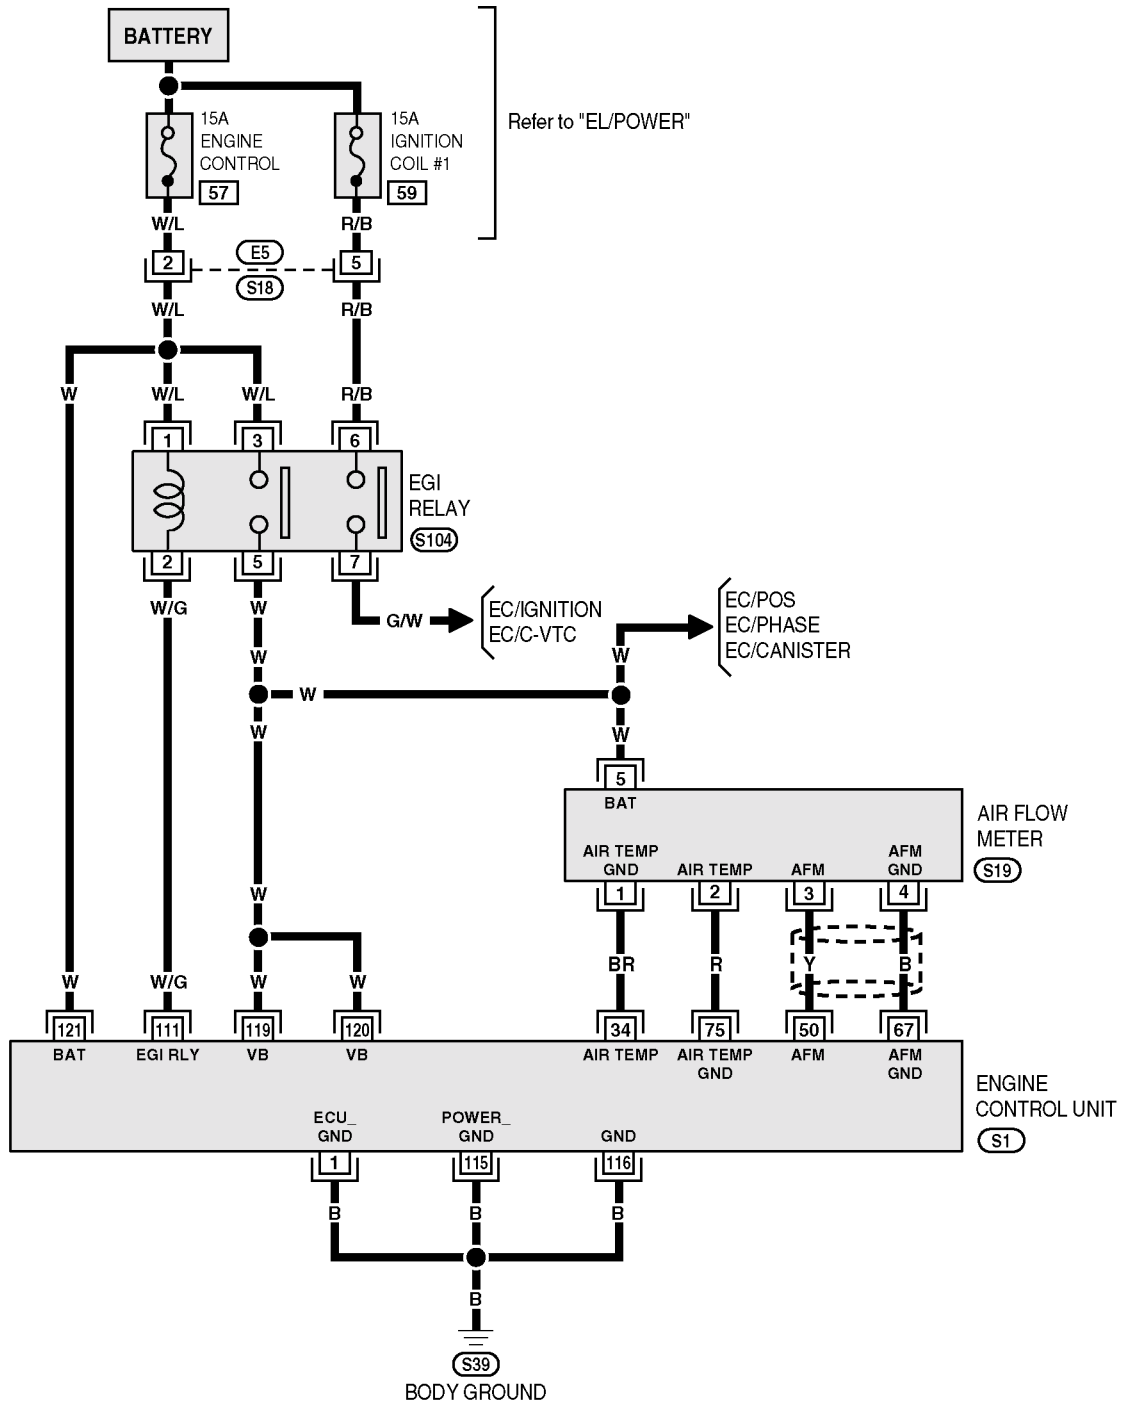 BATTERY
15A
ENGINE
CONTROL
57
15A
IGNITION
COIL #1
59
Refer to "EL/POWER"
W/L
R/B
2
E5
5
S18
W/L
R/B
W
W/L
W/L
R/B
1
3
6
EGI
RELAY
S104
2
5
7
W/G
W
G/W
EC/IGNITION
EC/C-VTC
EC/POS
EC/PHASE
EC/CANISTER
W
W
W
W
W
5
BAT
AIR FLOW
METER
S19
AIR TEMP
GND
AIR TEMP
AFM
AFM
GND
1
2
3
4
W
BR
R
Y
B
W
W/G
W
W
121
111
119
120
34
75
50
67
BAT
EGI RLY
VB
VB
AIR TEMP
AIR TEMP
GND
AFM
AFM
GND
ENGINE
CONTROL UNIT
S1
ECU_
GND
POWER_
GND
GND
1
115
116
B
B
B
B
S39
BODY GROUND